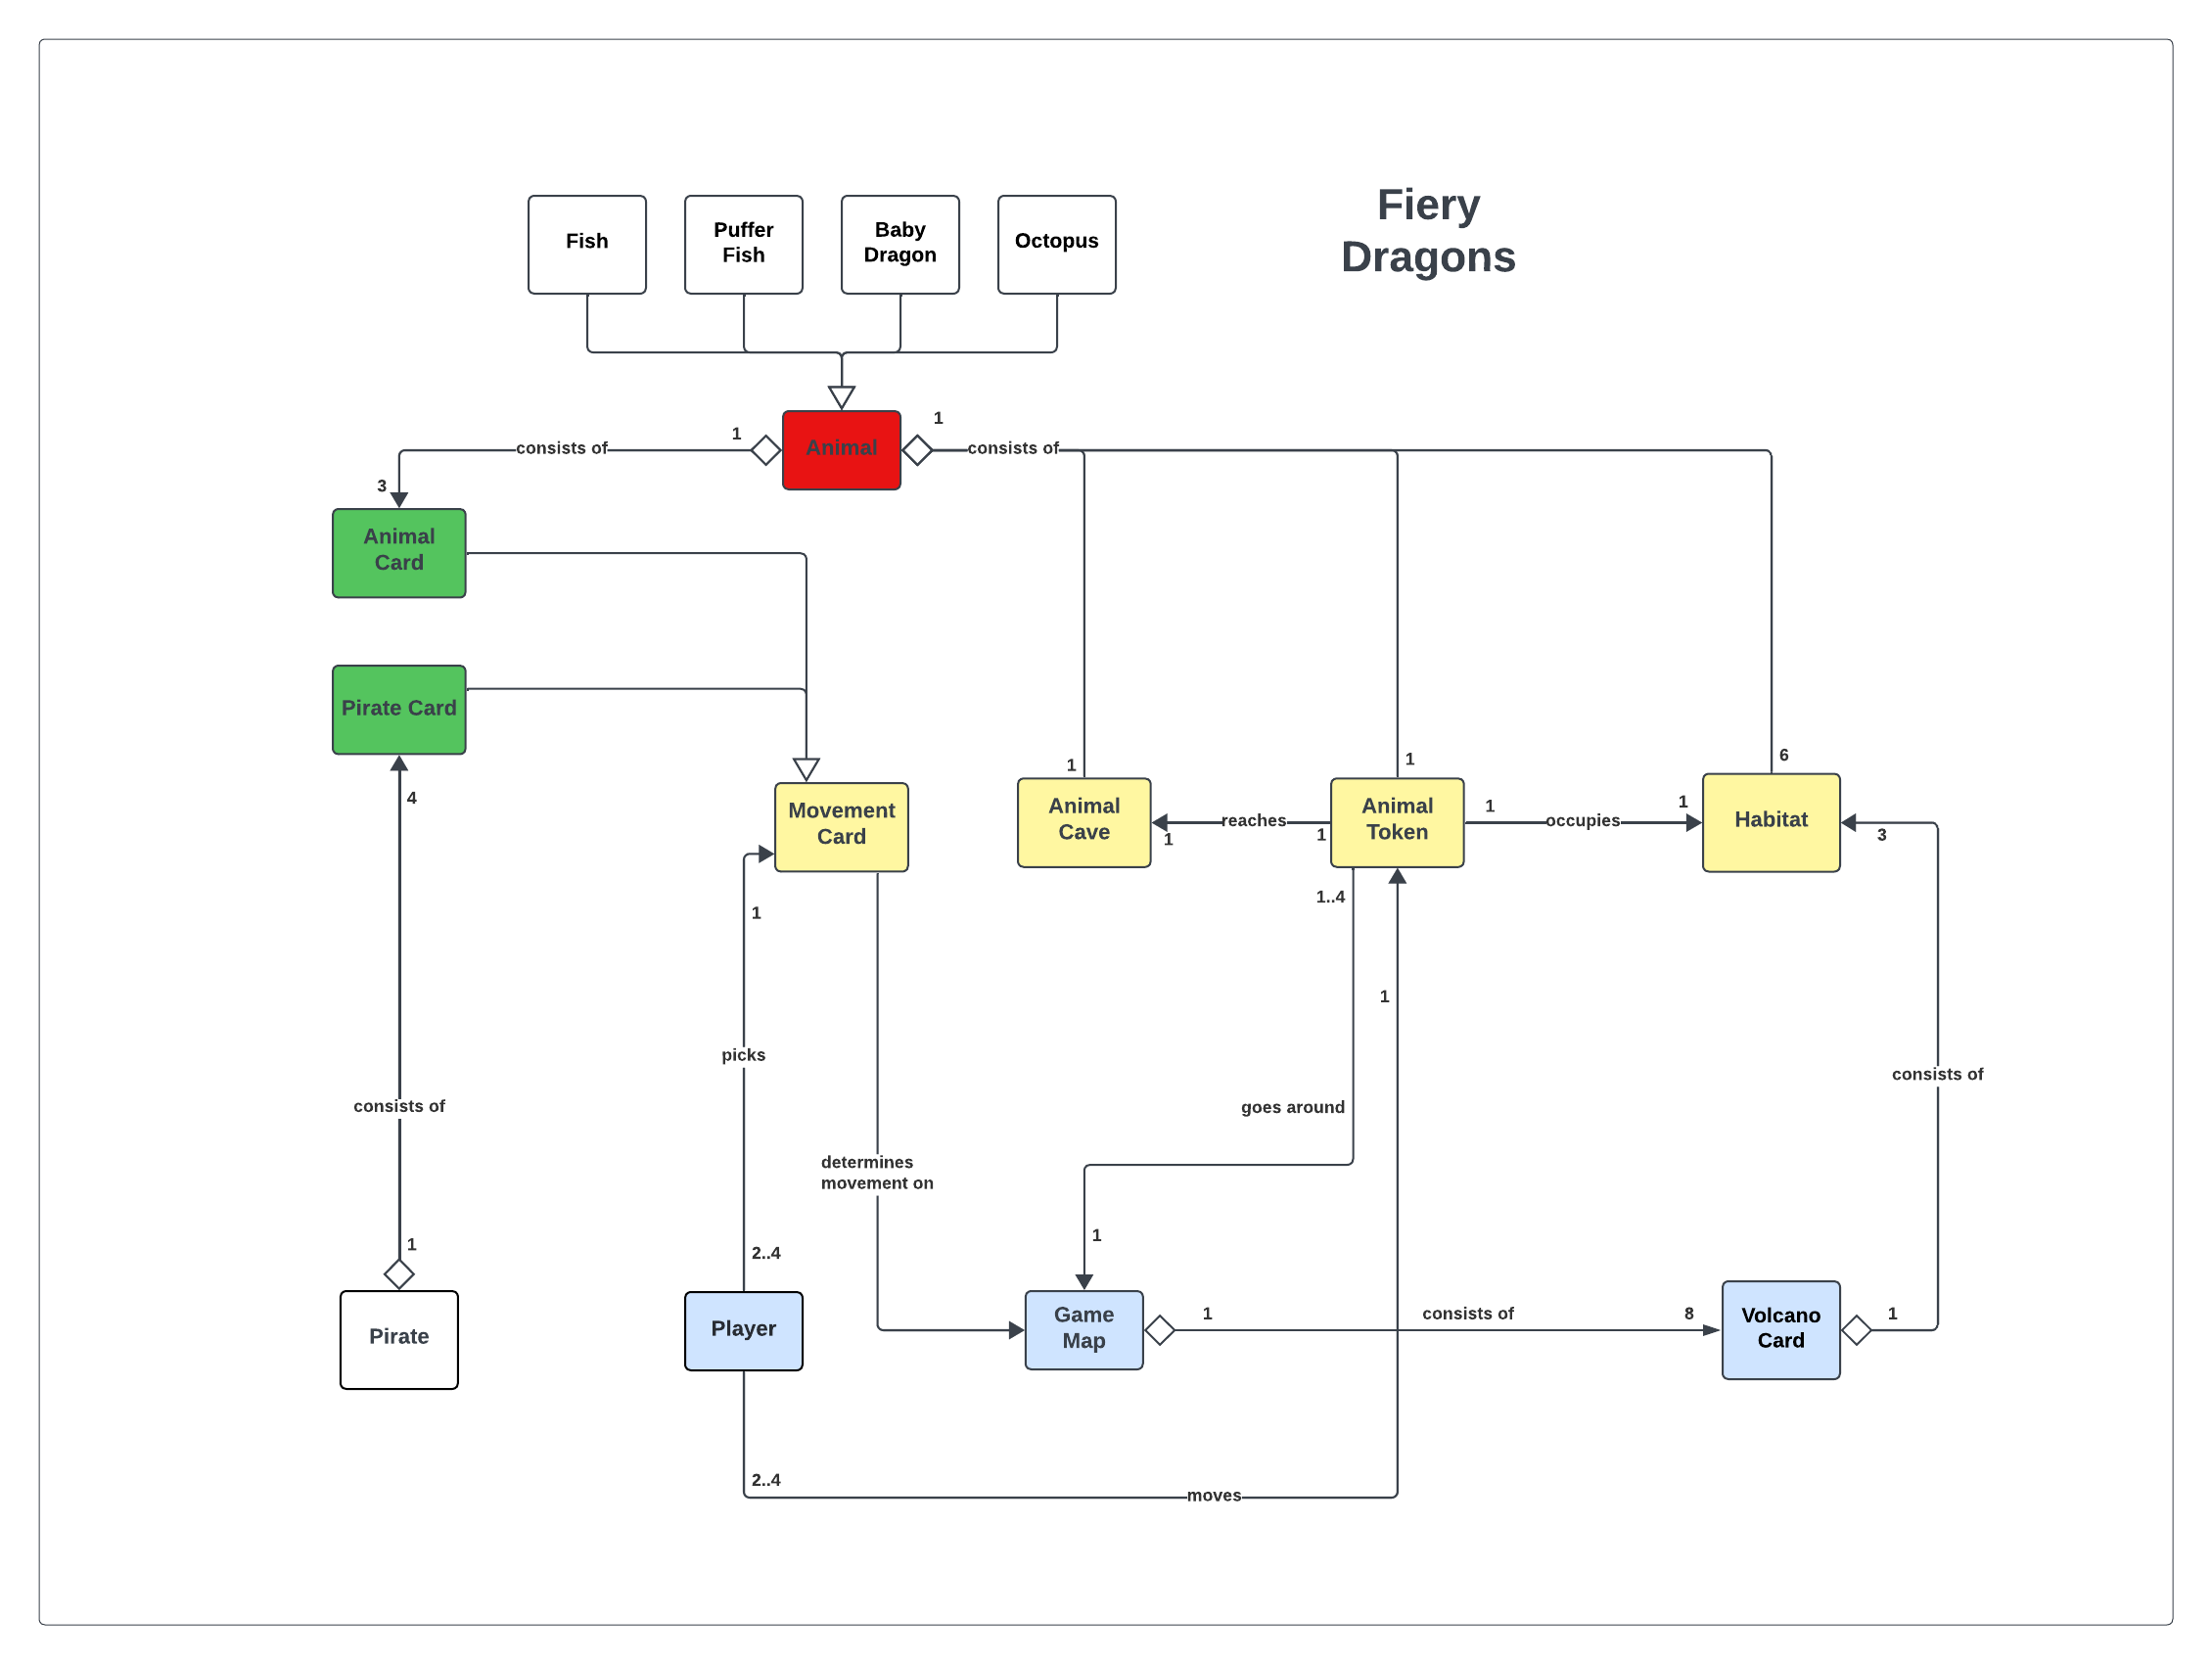 Fiery
Dragons
Fish
Puffer
Fish
Baby
Dragon
Octopus
Animal
1
1
consists of
consists of
3
Animal
Card
Pirate Card
4
1
1
6
Movement
Card
Animal
Cave
Animal
Token
Habitat
reaches
1
1
1
occupies
1
3
1
1..4
1
picks
consists of
consists of
goes around
determines
movement on
1
1
2..4
Pirate
Player
Game
Map
1
consists of
8
Volcano
Card
1
2..4
moves